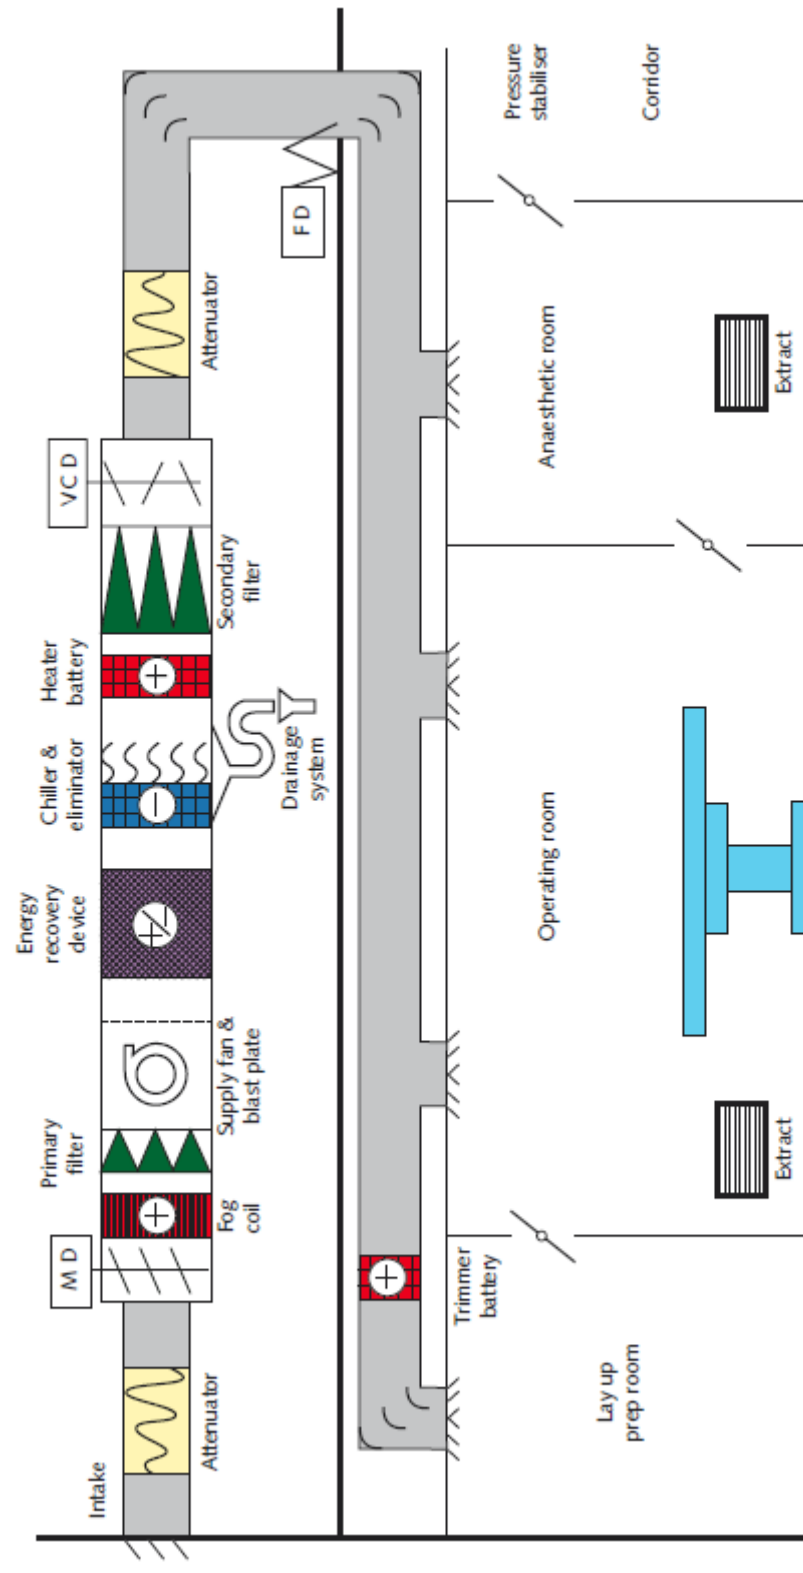 Intake
Attenuator
M D
Fog
coil
Primary
filter
Supply fan &
blast plate
Energy
recovery
device
Chiller &
eliminator
Drainage
system
Heater
battery
Secondary
filter
VC D
Attenuator
F D
Trimmer
battery
Lay up
prep room
Operating room
Extract
Anaesthetic room
Extract
Pressure
stabiliser
Corridor